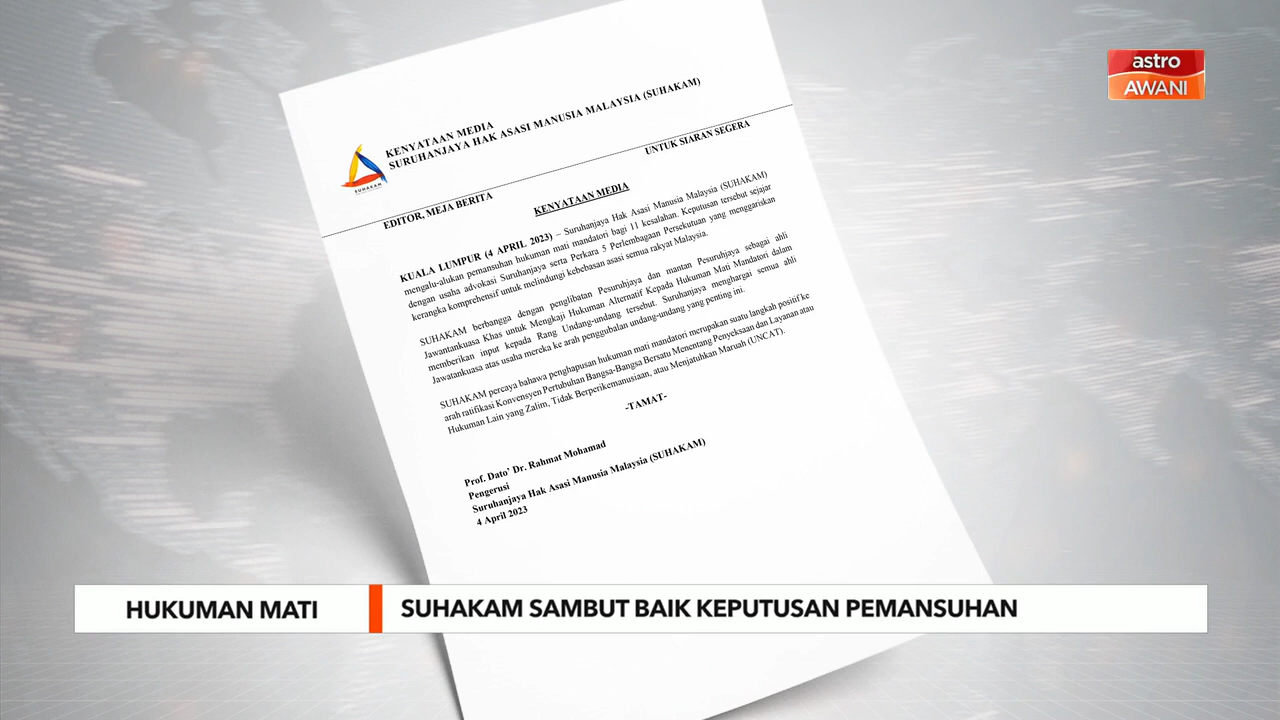 astro
AWANI
KENYATAAN MEDIA
SURUHANJAYA HAK ASASI MANUSIA MALAYSIA (SUHAKAM)
SUHAKAM
EDITOR, MEJA BERITA
UNTUK SIARAN SEGERA
KENYATAAN MEDIA
KUALA LUMPUR (4 APRIL 2023) – Suruhanjaya Hak Asasi Manusia Malaysia (SUHAKAM)
mengalu-alukan pemansuhan hukuman mati mandatori bagi 11 kesalahan. Keputusan tersebut sejajar
dengan usaha advokasi Suruhanjaya serta Perkara 5 Perlembagaan Persekutuan yang menggariskan
kerangka komprehensif untuk melindungi kebebasan asasi semua rakyat Malaysia.
SUHAKAM berbangga dengan penglibatan Pesuruhjaya dan mantan Pesuruhjaya sebagai ahli
Jawantankuasa Khas untuk Mengkaji Hukuman Alternatif Kepada Hukuman Mati Mandatori dalam
memberikan input kepada Rang Undang-undang tersebut. Suruhanjaya menghargai semua ahli
Jawatankuasa atas usaha mereka ke arah penggubalan undang-undang yang penting ini.
SUHAKAM percaya bahawa penghapusan hukuman mati mandatori merupakan suatu langkah positif ke
arah ratifikasi Konvensyen Pertubuhan Bangsa-Bangsa Bersatu Menentang Penyeksaan dan Layanan atau
Hukuman Lain yang Zalim, Tidak Berperikemanusiaan, atau Menjatuhkan Maruah (UNCAT).
-TAMAT-
Prof. Dato' Dr. Rahmat Mohamad
Pengerusi
Suruhanjaya Hak Asasi Manusia Malaysia (SUHAKAM)
4 April 2023
HUKUMAN MATI
SUHAKAM SAMBUT BAIK KEPUTUSAN PEMANSUHAN